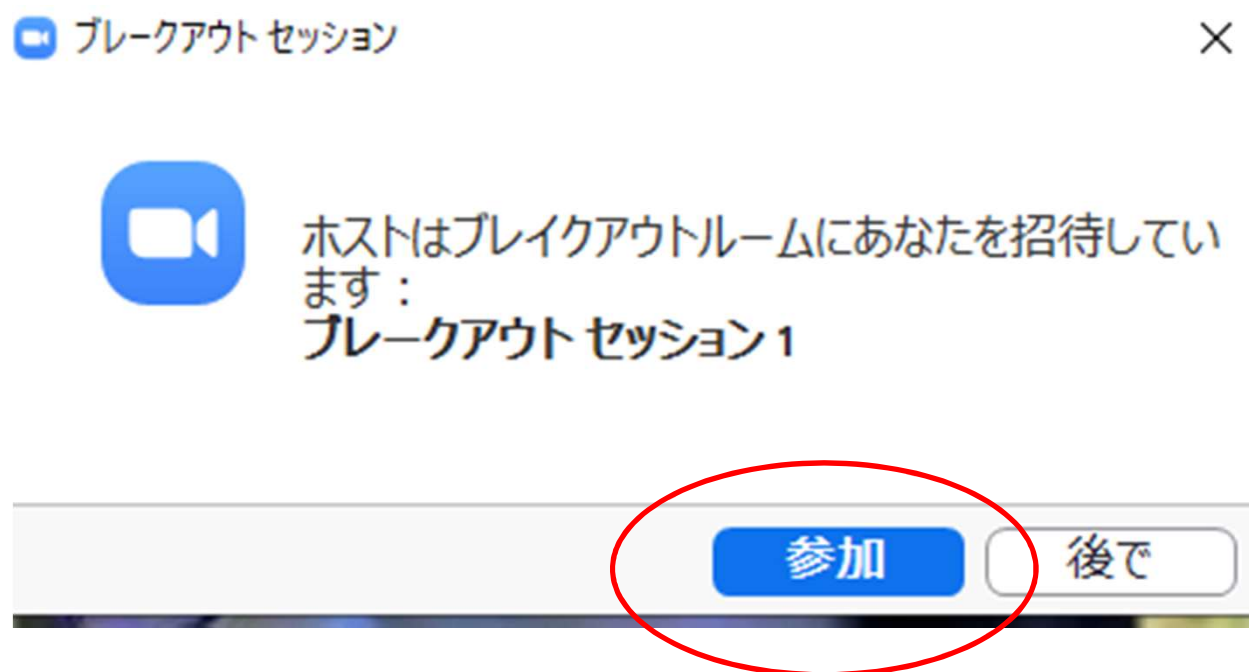 ブレークアウト セッション
ホストはブレイクアウトルームにあなたを招待してい
ます：
ブレークアウト セッション 1
参加
後で